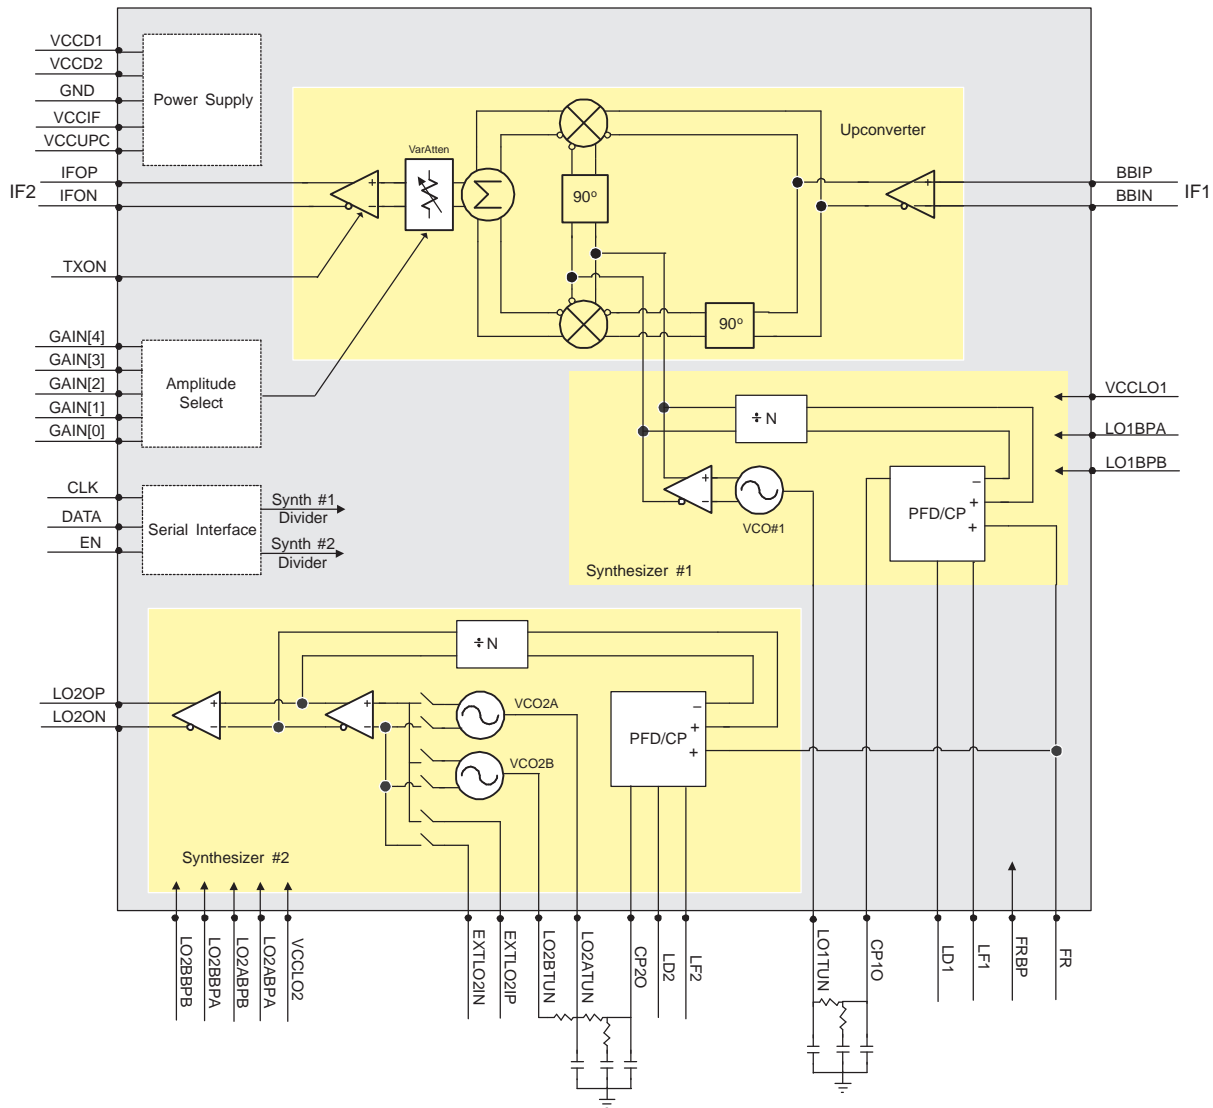 VCCD1
VCCD2
GND
VCCIF
VCCUPC
Power Supply
Upconverter
VarAtten
IFOP
IFON
IF2
Σ
90º
BBIP
BBIN
IF1
TXON
90º
GAIN[4]
GAIN[3]
GAIN[2]
GAIN[1]
GAIN[0]
Amplitude
Select
VCCLO1
LO1BPA
LO1BPB
÷ N
CLK
DATA
EN
Serial Interface
Synth #1
Divider
Synth #2
Divider
+
−
VCO#1
PFD/CP
−
+
+
Synthesizer #1
÷ N
LO2OP
LO2ON
+
−
+
−
VCO2A
VCO2B
PFD/CP
−
+
+
+
−
+
−
Synthesizer #2
LO2BBPB
LO2BBPA
LO2ABPB
LO2ABPA
VCCLO2
EXTLO2IN
EXTLO2IP
LO2BTUN
LO2ATUN
CP2O
LD2
LF2
LO1TUN
CP1O
LD1
LF1
FRBP
FR